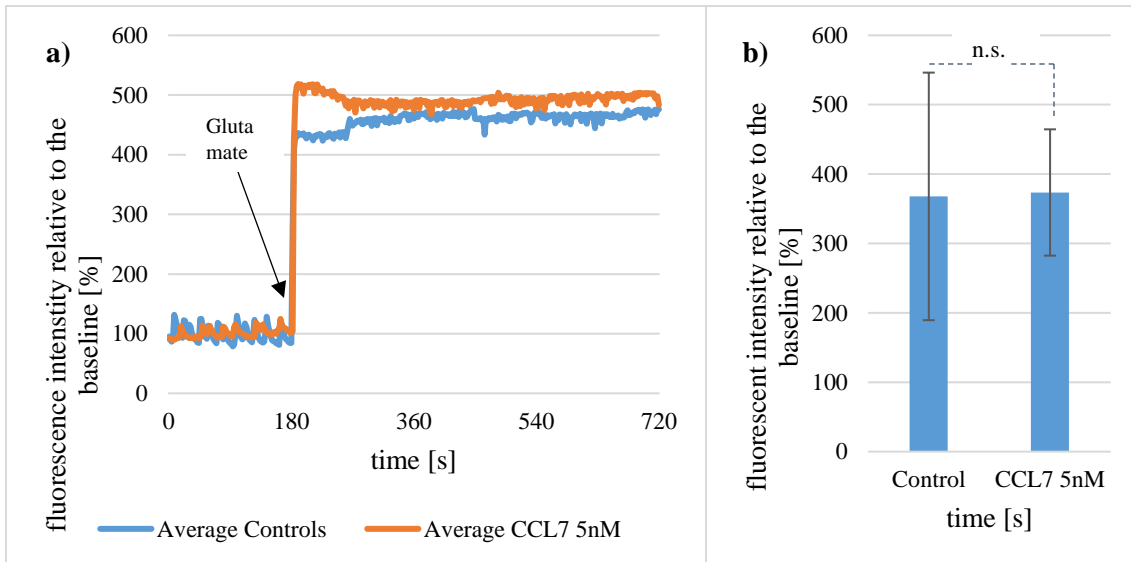 a)
fluorescence intensity relative to the
baseline [%]
600
500
400
300
200
100
0
Gluta
mate
0 180 360 540 720
time [s]
Average Controls Average CCL7 5nM
b)
fluorescent intensity relative to the
baseline [%]
600
500
400
300
200
100
0
n.s.
Control CCL7 5nM
time [s]